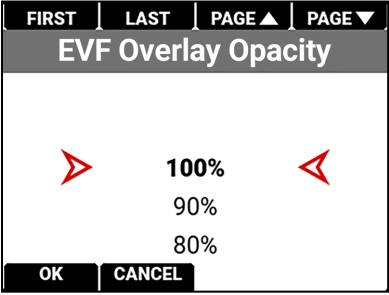 FIRST LAST PAGE▲ PAGE▼
EVF Overlay Opacity
100%
90%
80%
OK CANCEL